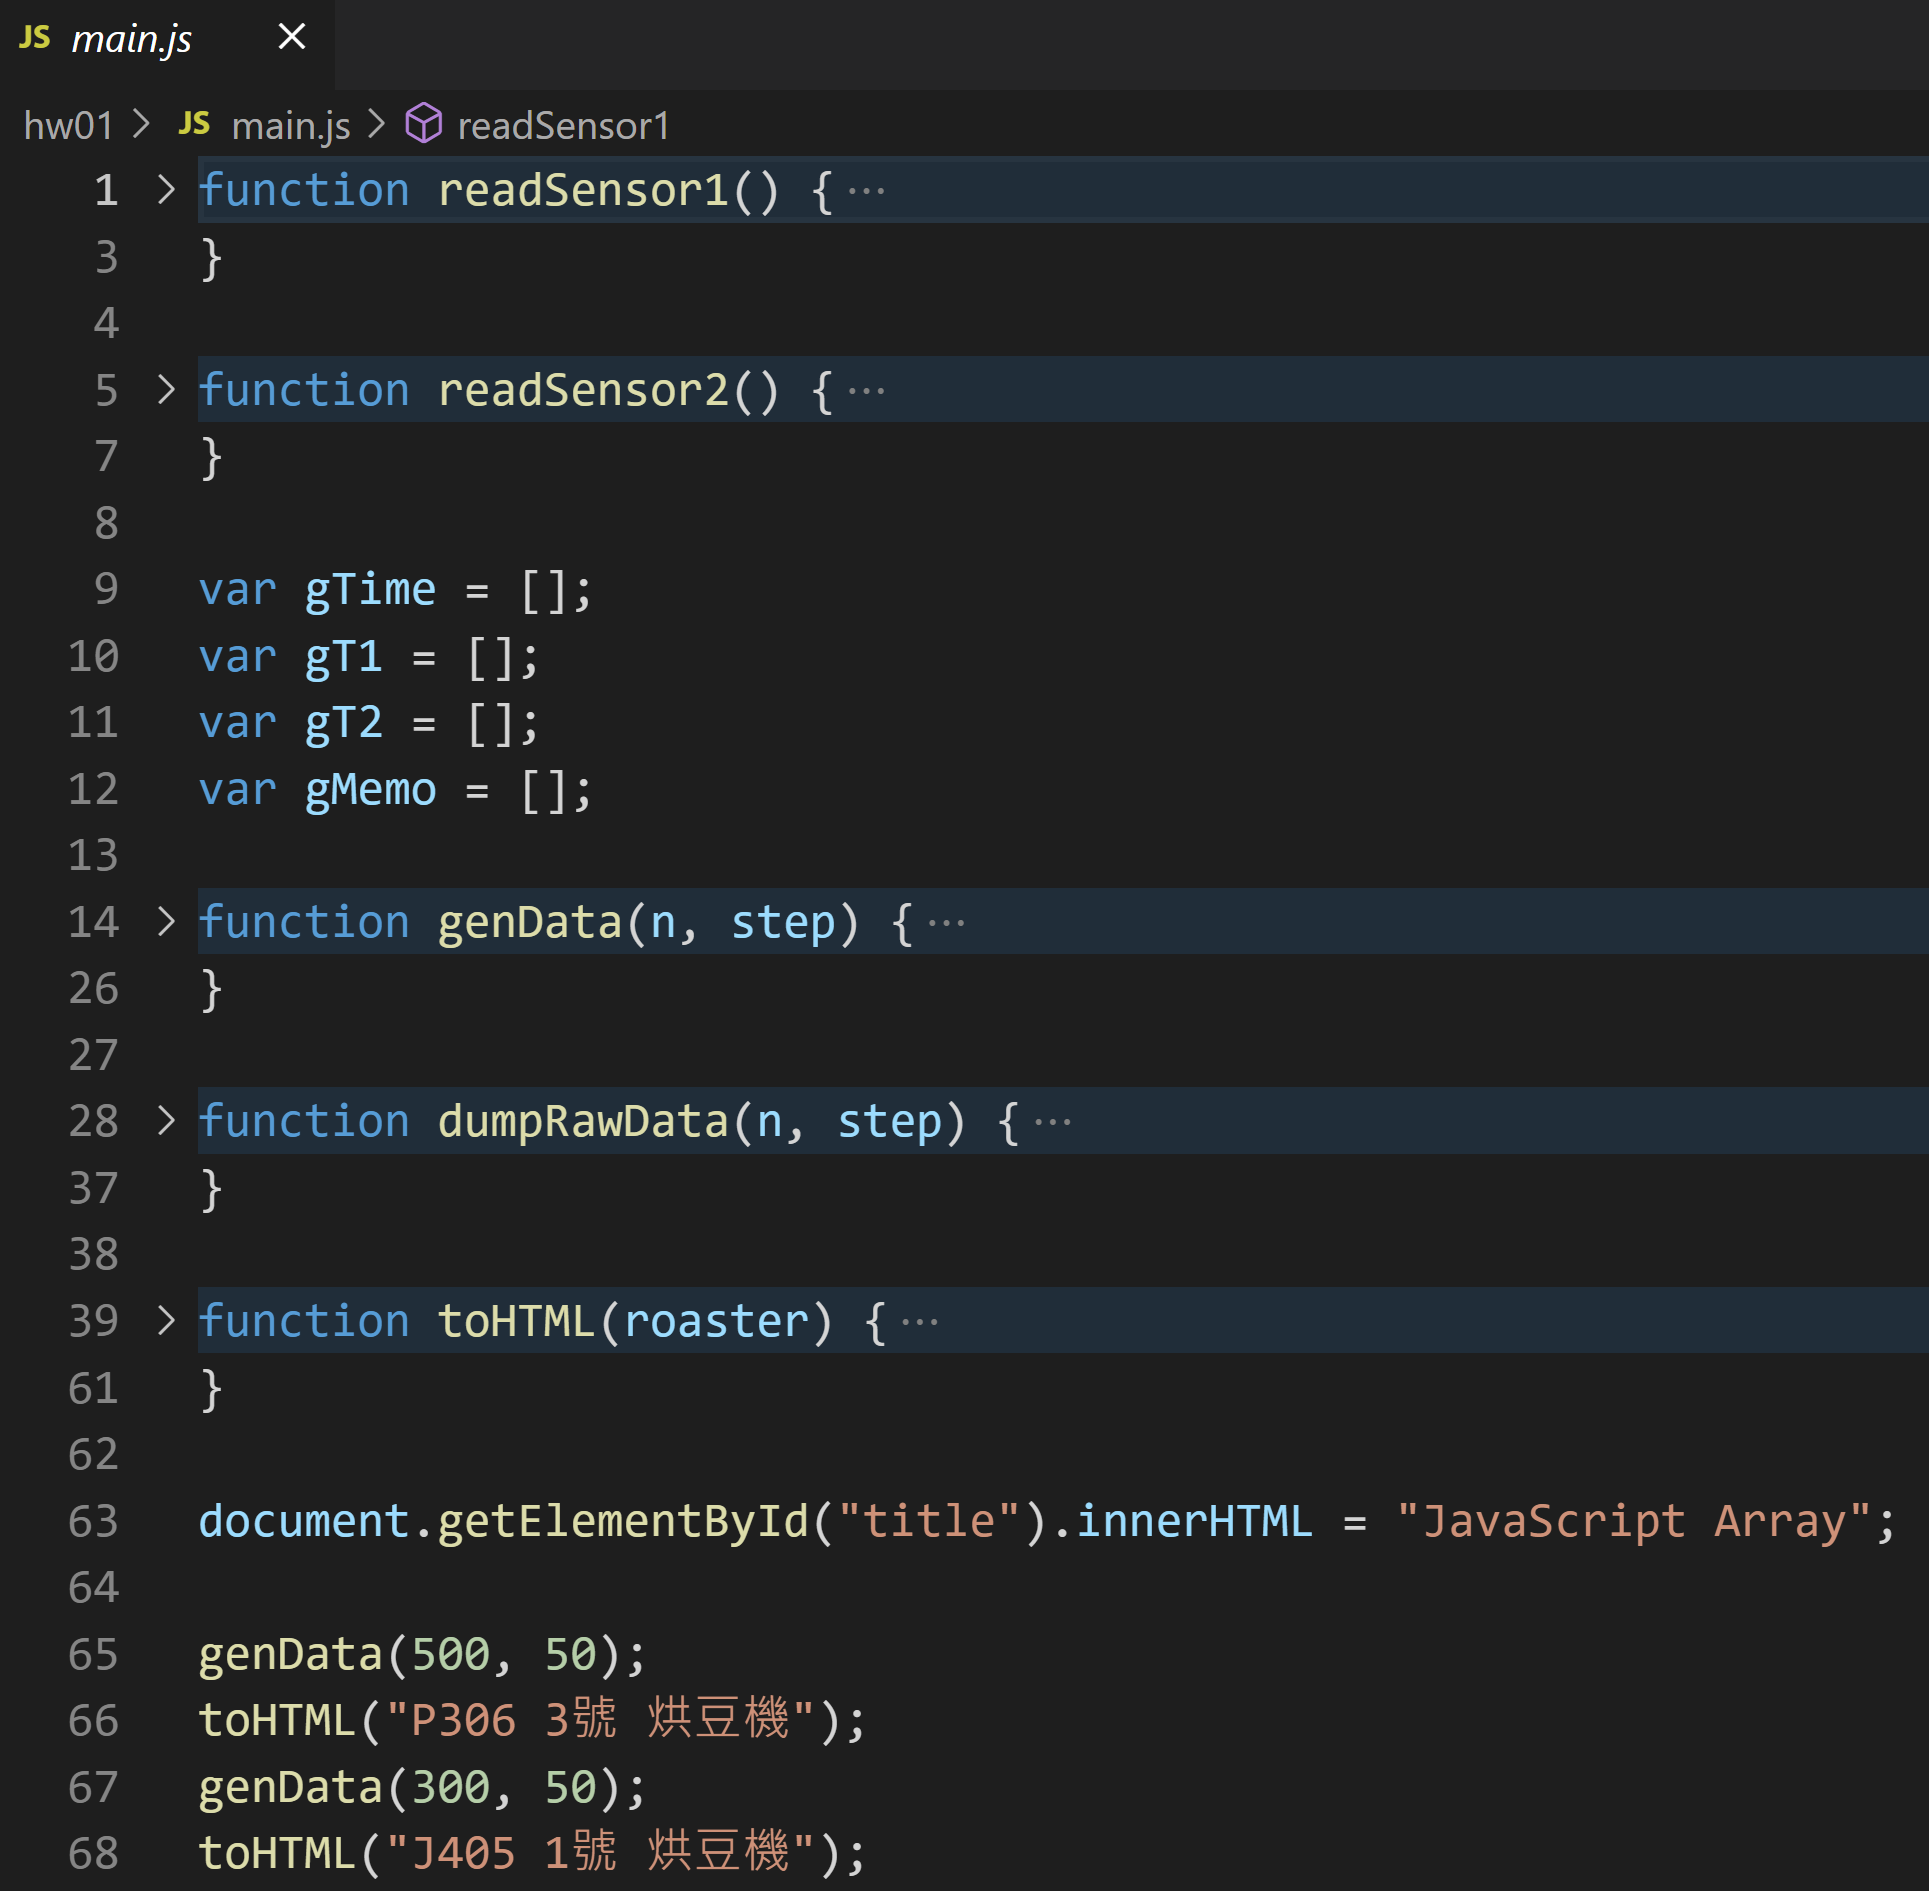 JS main.js ×
hw01 > JS main.js > readSensor1
1 > function readSensor1() { ⋯
3 }
4
5 > function readSensor2() { ⋯
7 }
8
9 var gTime = [];
10 var gT1 = [];
11 var gT2 = [];
12 var gMemo = [];
13
14 > function genData(n, step) { ⋯
26 }
27
28 > function dumpRawData(n, step) { ⋯
37 }
38
39 > function toHTML(roaster) { ⋯
61 }
62
63 document.getElementById("title").innerHTML = "JavaScript Array";
64
65 genData(500, 50);
66 toHTML("P306 3號 烘豆機");
67 genData(300, 50);
68 toHTML("J405 1號 烘豆機");